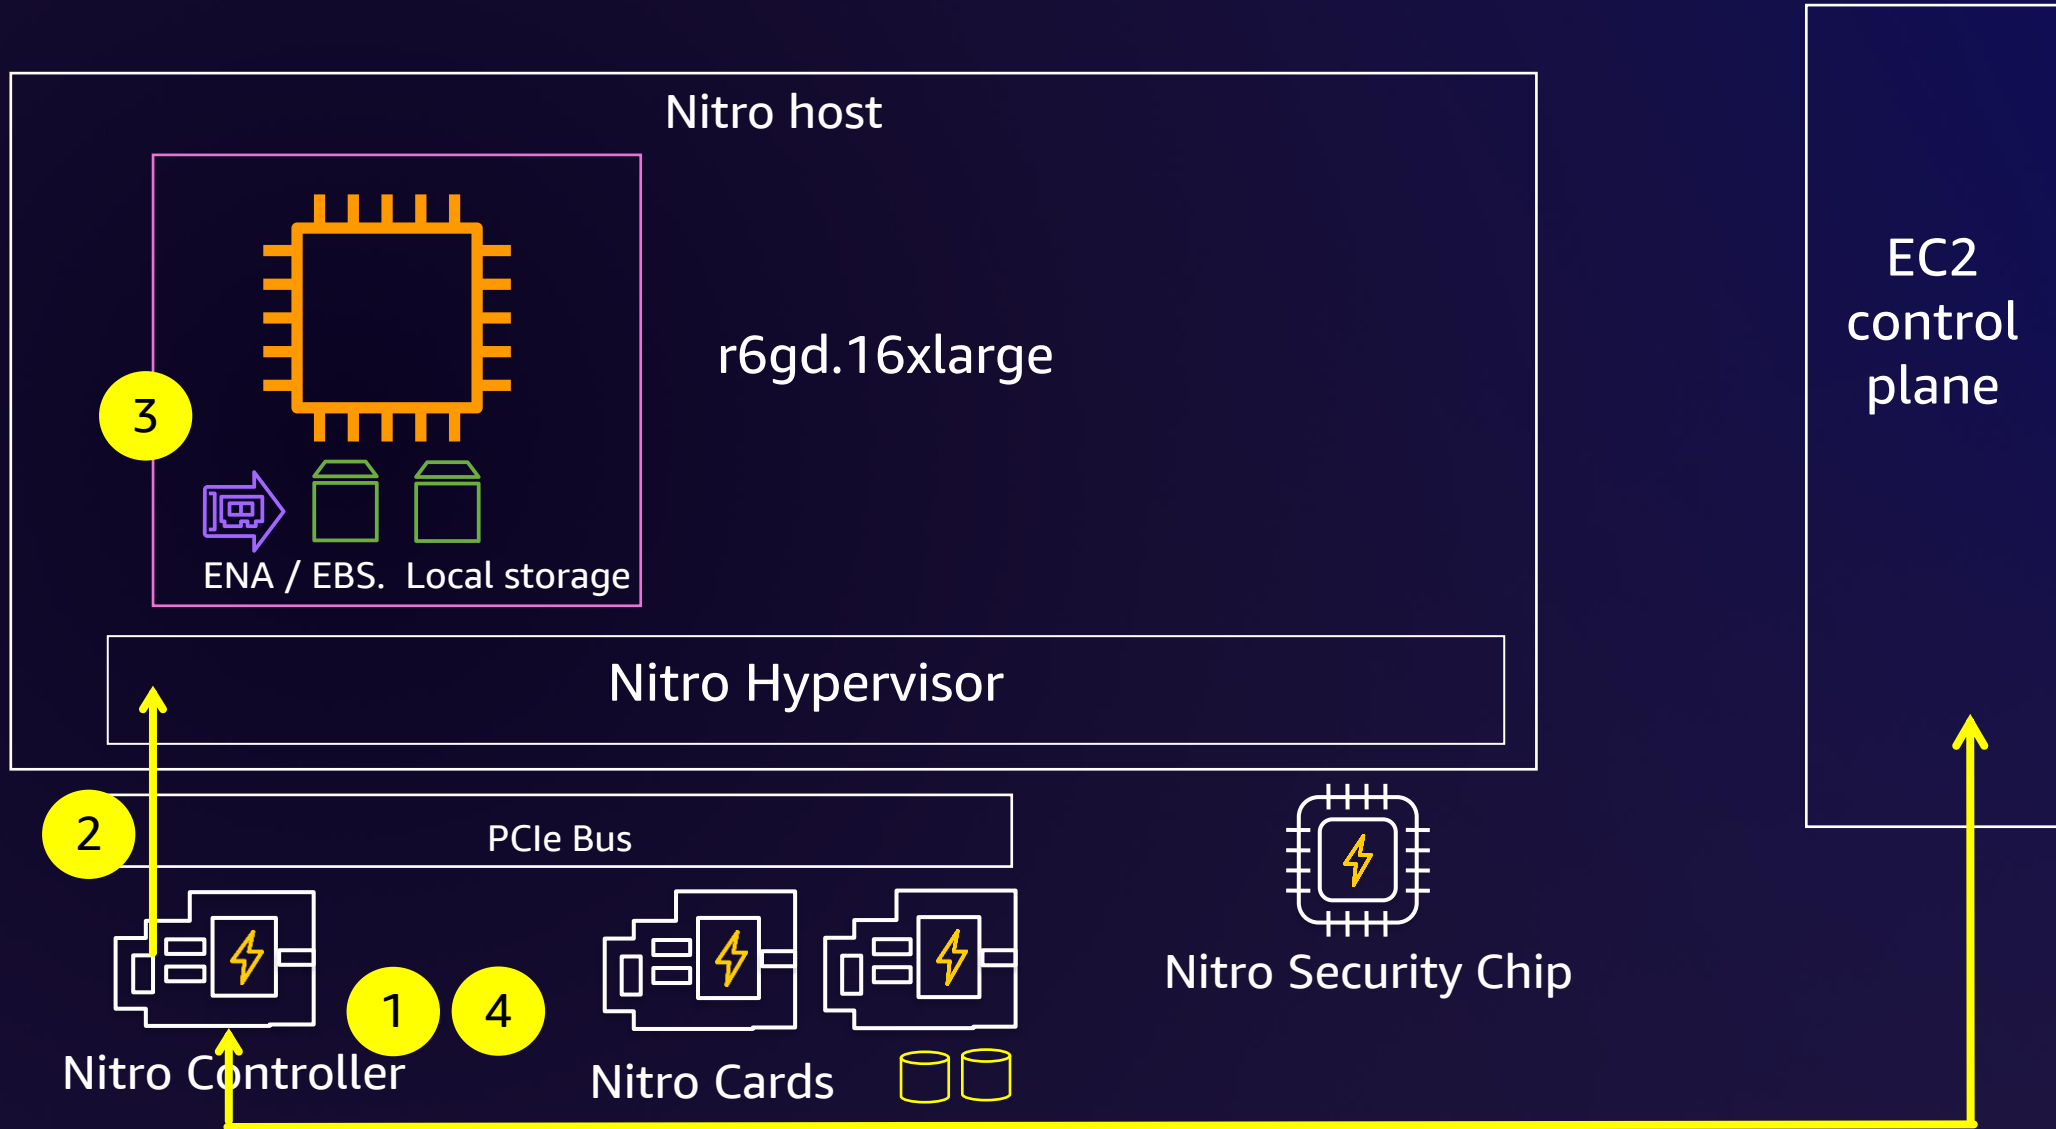 Nitro host
EC2
control
plane
r6gd.16xlarge
3
ENA / EBS. Local storage
Nitro Hypervisor
2
PCIe Bus
1
4
Nitro Security Chip
Nitro Controller
Nitro Cards